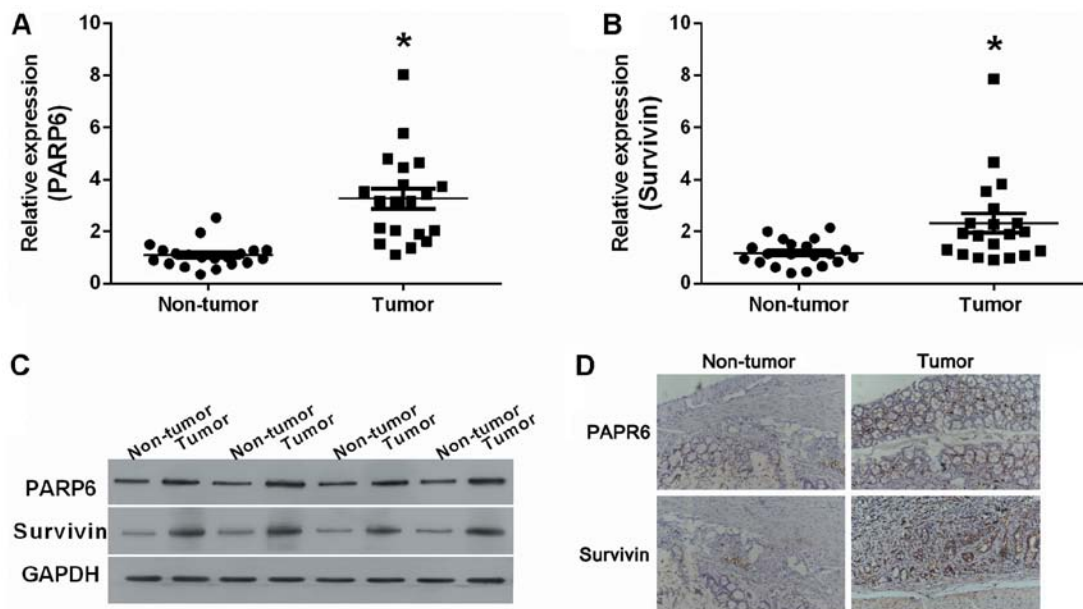 A
Relative expression
(PARP6)
10
8
6
4
2
0
*
Non-tumor
Tumor
B
Relative expression
(Survivin)
10
8
6
4
2
0
*
Non-tumor
Tumor
C
Non-tumor Tumor Non-tumor Tumor Non-tumor Tumor Non-tumor Tumor
PARP6
Survivin
GAPDH
D
Non-tumor
Tumor
PAPR6
Survivin